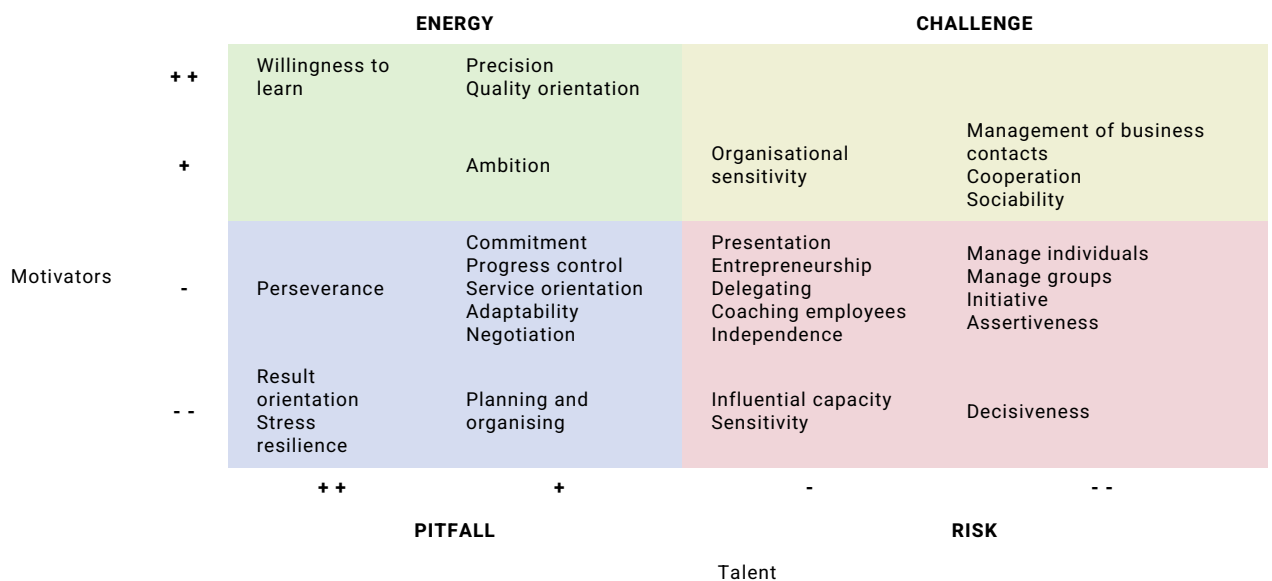 ENERGY CHALLENGE
+ +
Willingness to
learn
Precision
Quality orientation
+
Ambition
Organisational
sensitivity
Management of business
contacts
Cooperation
Sociability
Motivators
-
Perseverance
Commitment
Progress control
Service orientation
Adaptability
Negotiation
Presentation
Entrepreneurship
Delegating
Coaching employees
Independence
Manage individuals
Manage groups
Initiative
Assertiveness
- -
Result
orientation
Stress
resilience
Planning and
organising
Influential capacity
Sensitivity
Decisiveness
+ + + - - -
PITFALL RISK
Talent